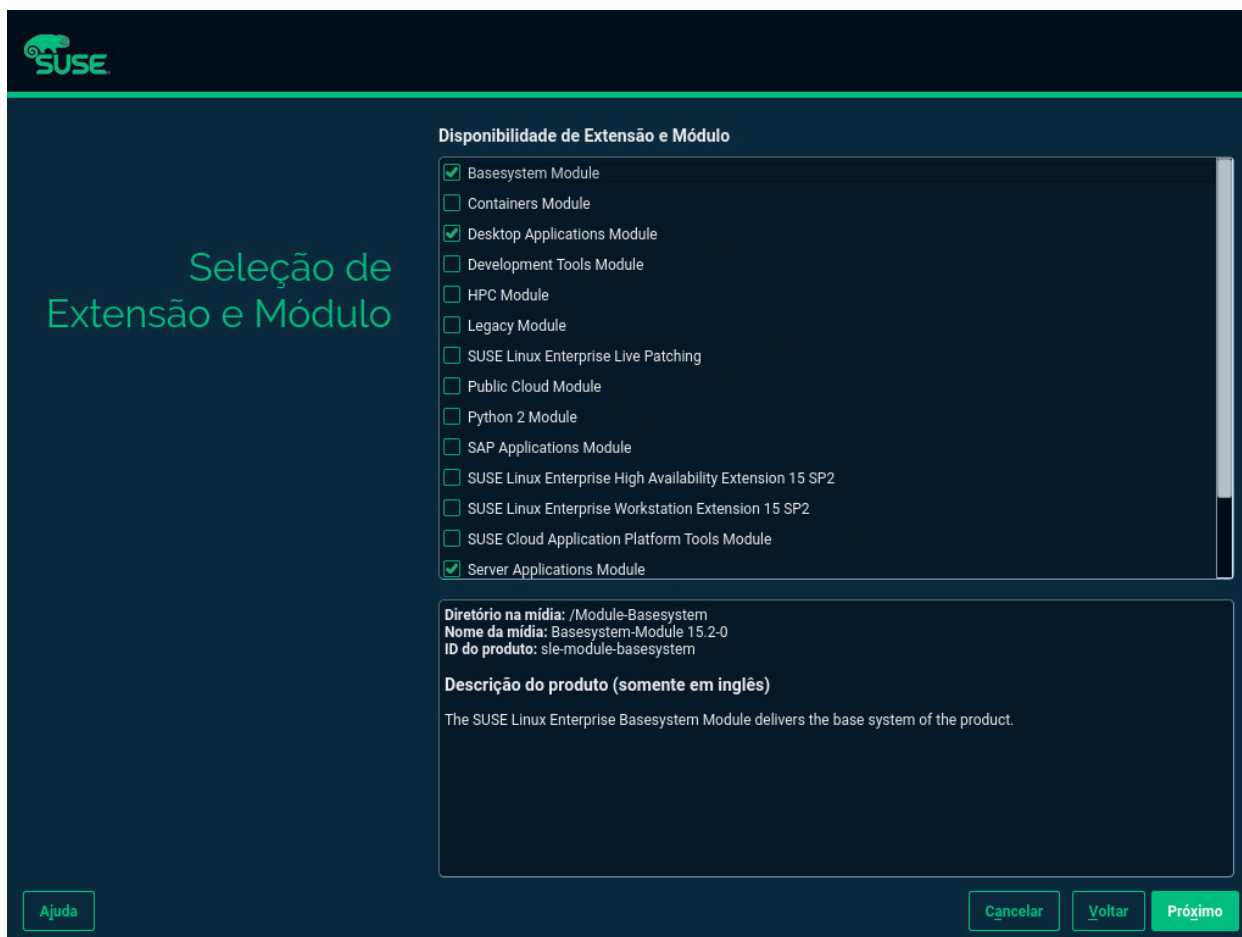 SUSE
Disponibilidade de Extensão e Módulo
Basesystem Module
Containers Module
Desktop Applications Module
Seleção de
Extensão e Módulo
Development Tools Module
HPC Module
Legacy Module
SUSE Linux Enterprise Live Patching
Public Cloud Module
Python 2 Module
SAP Applications Module
SUSE Linux Enterprise High Availability Extension 15 SP2
SUSE Linux Enterprise Workstation Extension 15 SP2
SUSE Cloud Application Platform Tools Module
Server Applications Module
Diretório na mídia: /Module-Basesystem
Nome da mídia: Basesystem-Module 15.2-0
ID do produto: sle-module-basesystem
Descrição do produto (somente em inglês)
The SUSE Linux Enterprise Basesystem Module delivers the base system of the product.
Ajuda
Cancelar
Voltar
Próximo